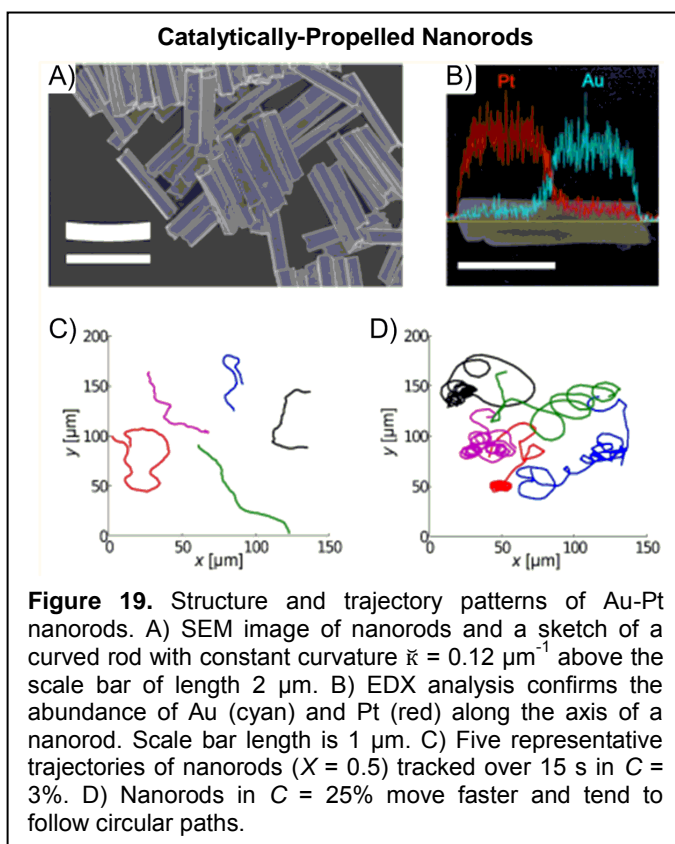 Catalytically-Propelled Nanorods
A)
B)
Pt
Au
C)
200
150
100
50
0
y [µm]
0
50
100
150
x [µm]
D)
200
150
100
50
0
y [µm]
0
50
100
150
x [µm]
Figure 19. Structure and trajectory patterns of Au-Pt
nanorods. A) SEM image of nanorods and a sketch of a
curved rod with constant curvature κ̆ = 0.12 µm⁻¹ above the
scale bar of length 2 µm. B) EDX analysis confirms the
abundance of Au (cyan) and Pt (red) along the axis of a
nanorod. Scale bar length is 1 µm. C) Five representative
trajectories of nanorods (X = 0.5) tracked over 15 s in C =
3%. D) Nanorods in C = 25% move faster and tend to
follow circular paths.